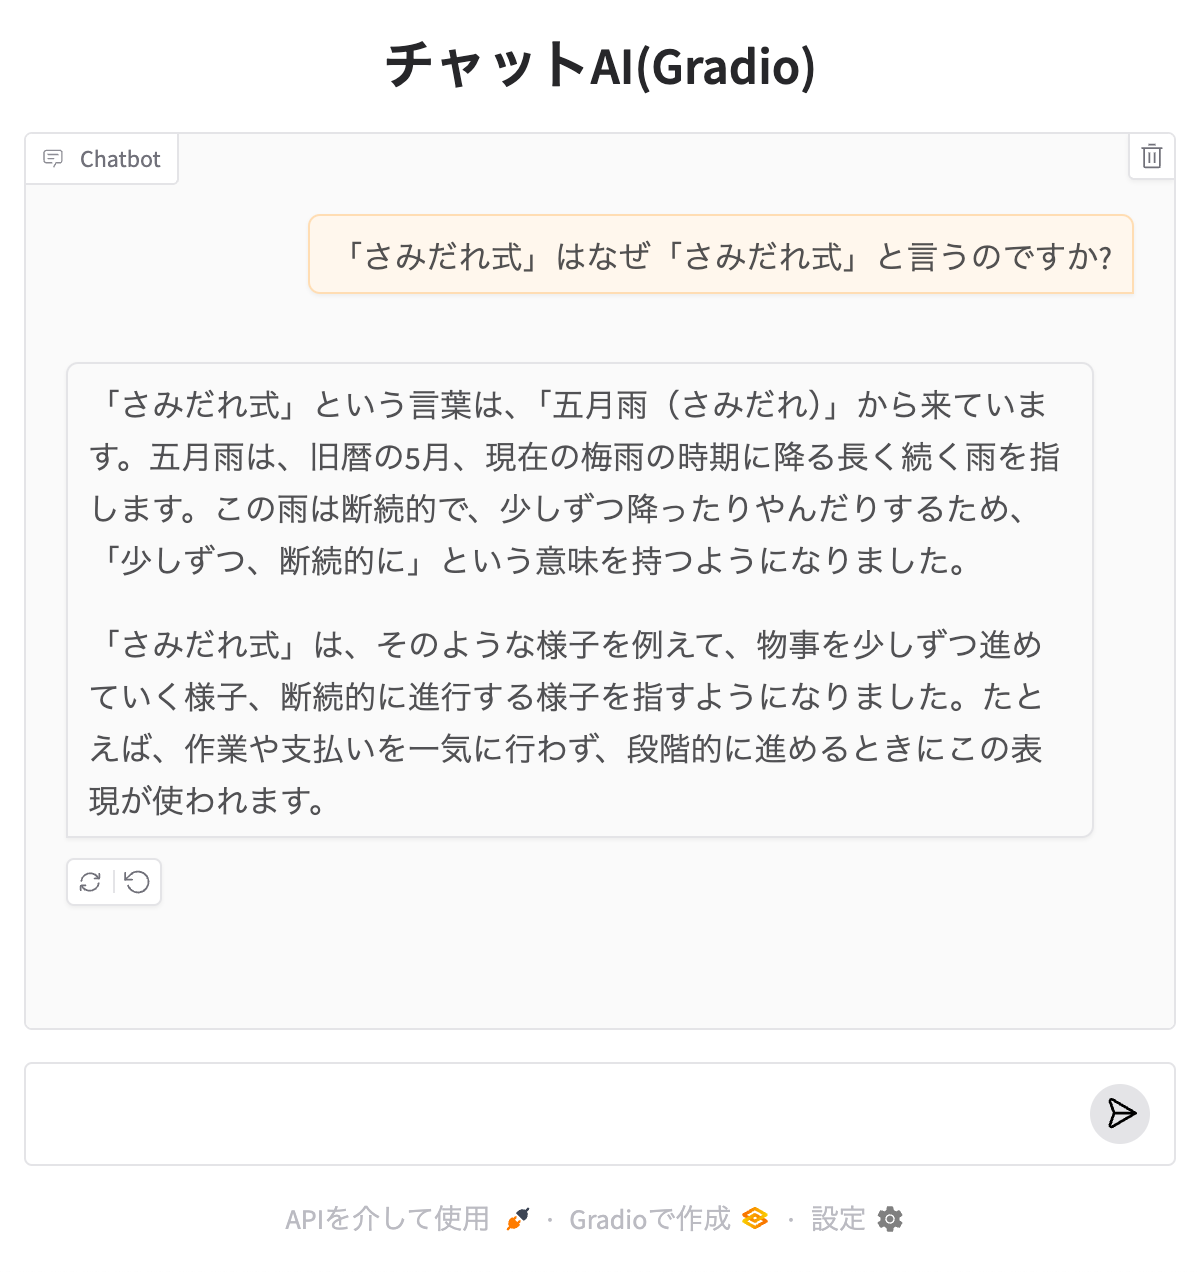 チャットAI(Gradio)
Chatbot
「さみだれ式」はなぜ「さみだれ式」と言うのですか?
「さみだれ式」という言葉は、「五月雨（さみだれ）」から来ていま
す。五月雨は、旧暦の5月、現在の梅雨の時期に降る長く続く雨を指
します。この雨は断続的で、少しずつ降ったりやんだりするため、
「少しずつ、断続的に」という意味を持つようになりました。
「さみだれ式」は、そのような様子を例えて、物事を少しずつ進め
ていく様子、断続的に進行する様子を指すようになりました。たと
えば、作業や支払いを一気に行わず、段階的に進めるときにこの表
現が使われます。
APIを介して使用 · Gradioで作成 · 設定